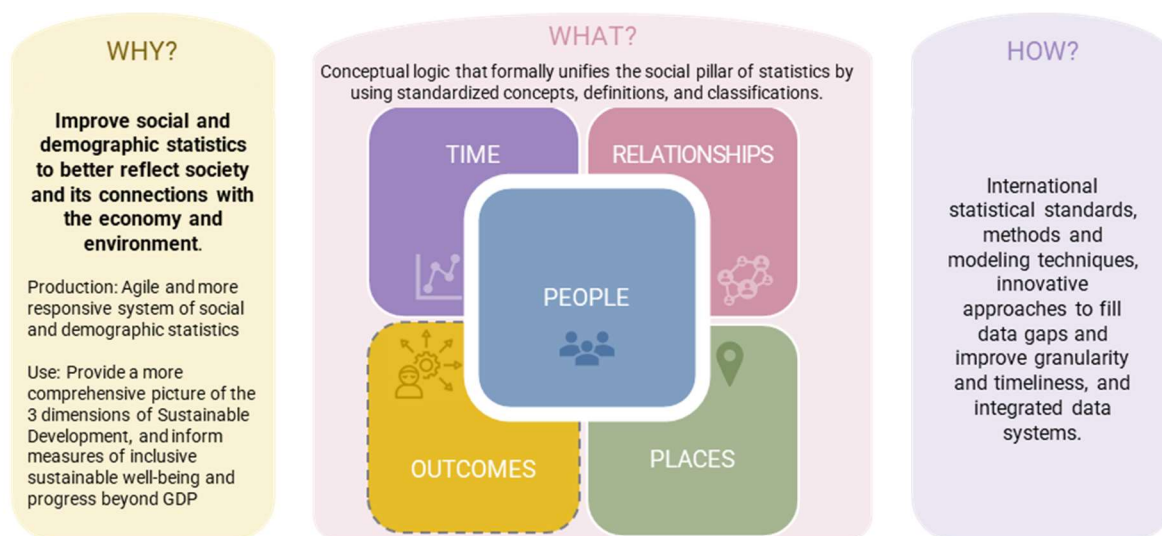 WHY?
Improve social and
demographic statistics
to better reflect society
and its connections with
the economy and
environment.
Production: Agile and more
responsive system of social
and demographic statistics
Use: Provide a more
comprehensive picture of the
3 dimensions of Sustainable
Development, and inform
measures of inclusive
sustainable well-being and
progress beyond GDP
WHAT?
Conceptual logic that formally unifies the social pillar of statistics by
using standardized concepts, definitions, and classifications.
TIME
RELATIONSHIPS
PEOPLE
OUTCOMES
PLACES
HOW?
International
statistical standards,
methods and
modeling techniques,
innovative
approaches to fill
data gaps and
improve granularity
and timeliness, and
integrated data
systems.